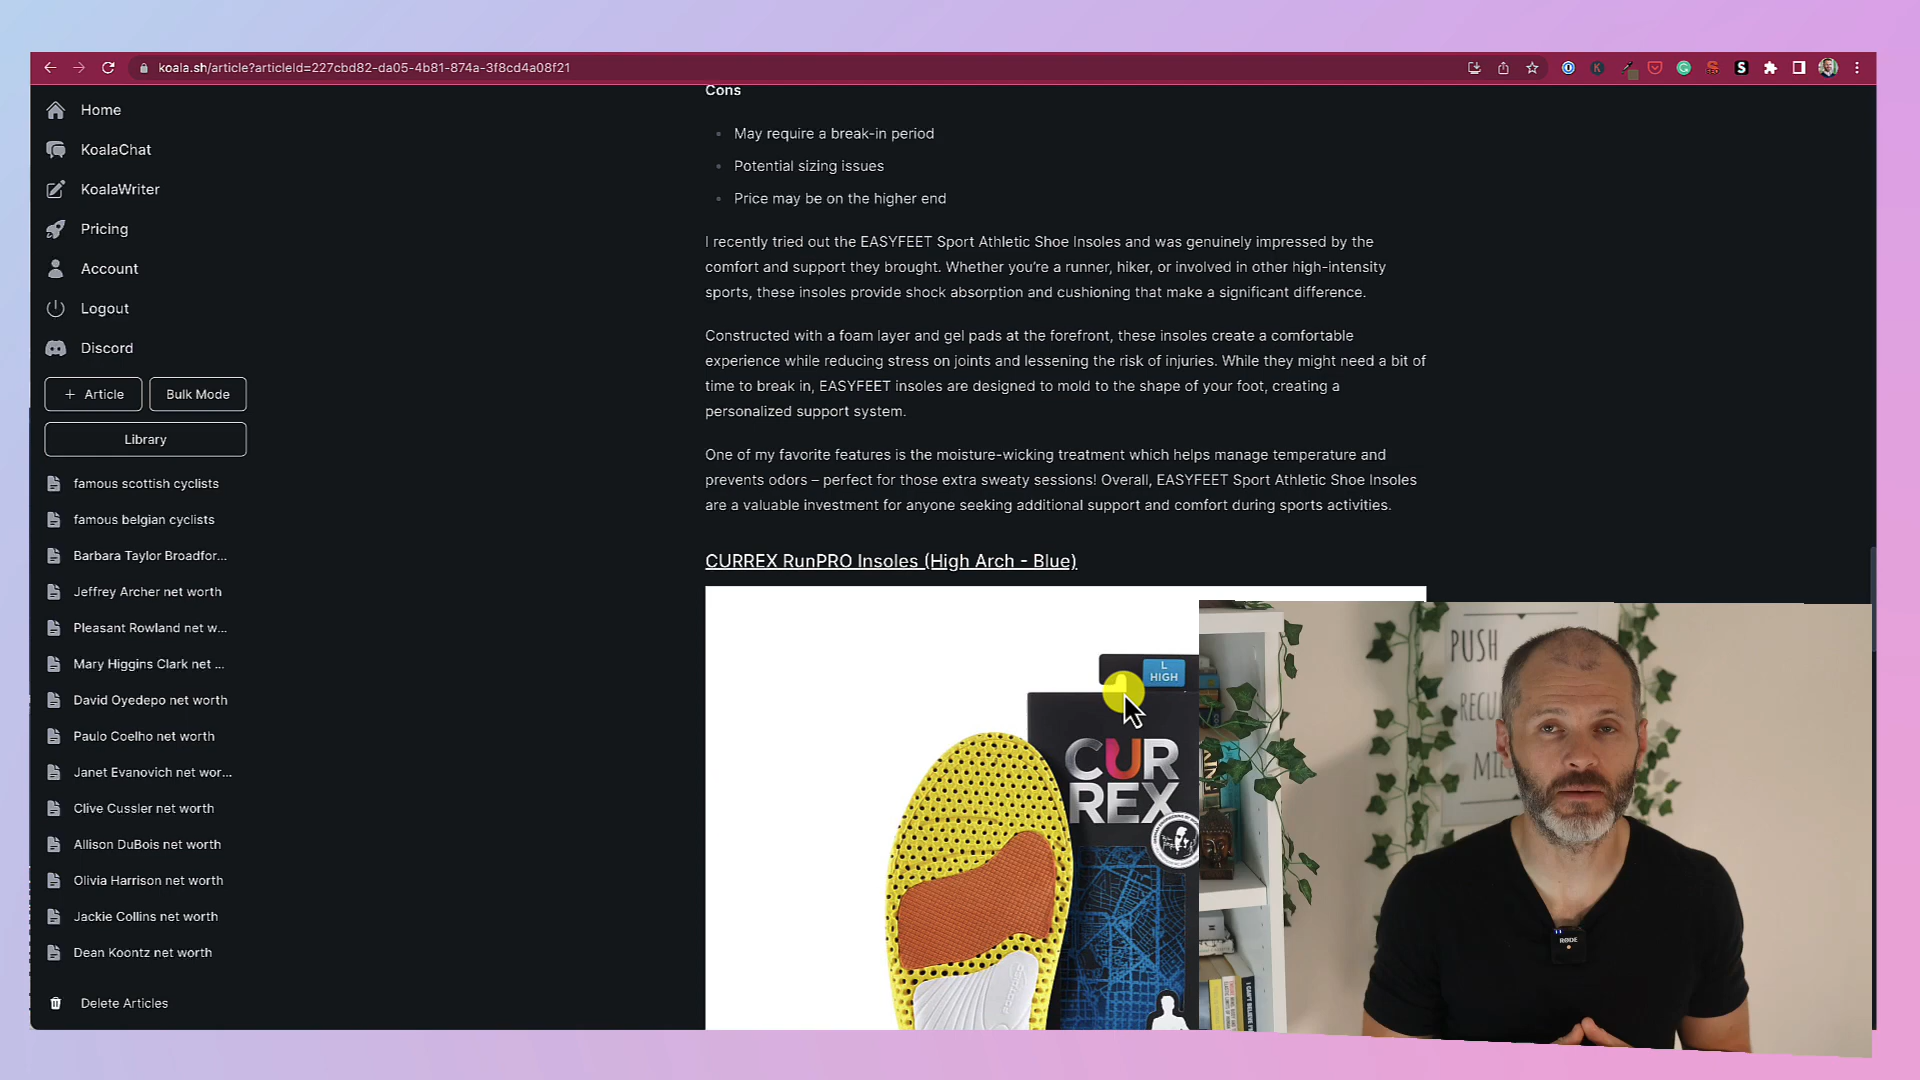 koala.sh/article?articleId=227cbd82-da05-4b81-874a-3f8cd4a08f21
Home
KoalaChat
KoalaWriter
Pricing
Account
Logout
Discord
+ Article
Bulk Mode
Library
famous scottish cyclists
famous belgian cyclists
Barbara Taylor Broadfor...
Jeffrey Archer net worth
Pleasant Rowland net w...
Mary Higgins Clark net ...
David Oyedepo net worth
Paulo Coelho net worth
Janet Evanovich net wor...
Clive Cussler net worth
Allison DuBois net worth
Olivia Harrison net worth
Jackie Collins net worth
Dean Koontz net worth
Delete Articles
Cons
May require a break-in period
Potential sizing issues
Price may be on the higher end
I recently tried out the EASYFEET Sport Athletic Shoe Insoles and was genuinely impressed by the
comfort and support they brought. Whether you're a runner, hiker, or involved in other high-intensity
sports, these insoles provide shock absorption and cushioning that make a significant difference.
Constructed with a foam layer and gel pads at the forefront, these insoles create a comfortable
experience while reducing stress on joints and lessening the risk of injuries. While they might need a bit of
time to break in, EASYFEET insoles are designed to mold to the shape of your foot, creating a
personalized support system.
One of my favorite features is the moisture-wicking treatment which helps manage temperature and
prevents odors – perfect for those extra sweaty sessions! Overall, EASYFEET Sport Athletic Shoe Insoles
are a valuable investment for anyone seeking additional support and comfort during sports activities.
CURREX RunPRO Insoles (High Arch - Blue)
L
HIGH
CUR
REX
PUSH
RØDE